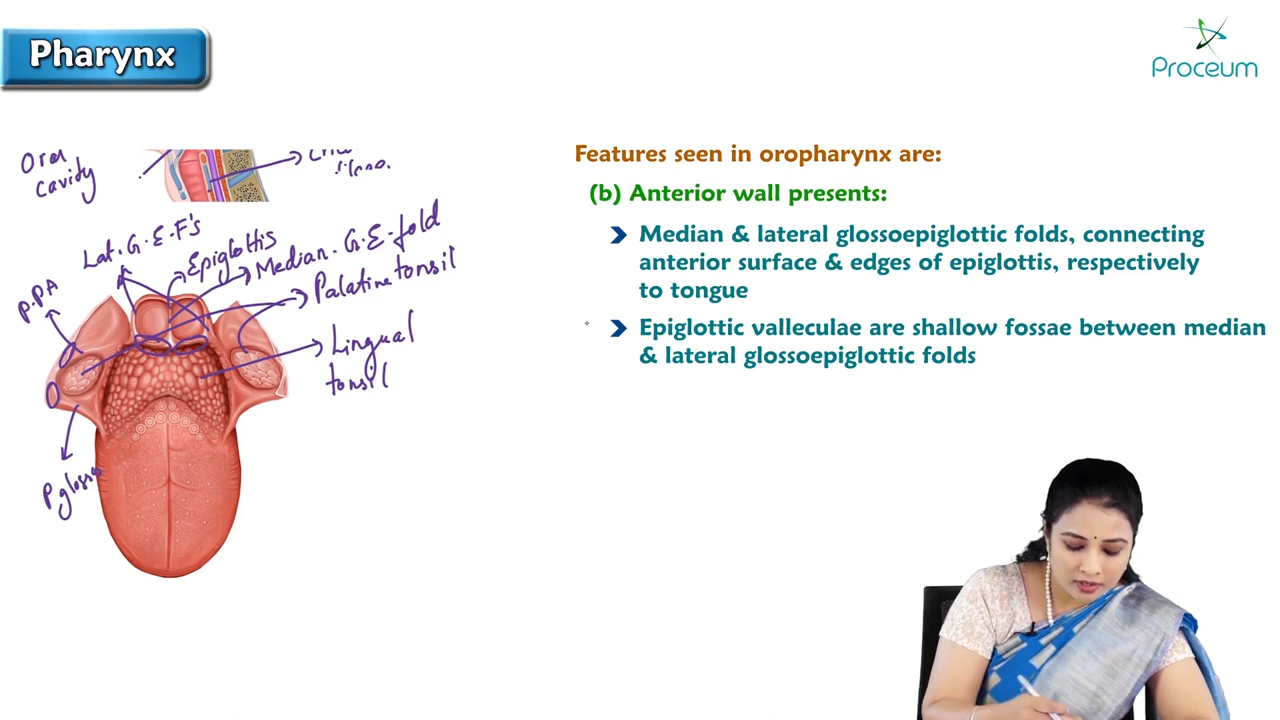 Pharynx
Proceum
Oral
cavity
Features seen in oropharynx are:
(b) Anterior wall presents:
Median & lateral glossoepiglottic folds, connecting
anterior surface & edges of epiglottis, respectively
to tongue
Epiglottic valleculae are shallow fossae between median
& lateral glossoepiglottic folds
Lat. G. E. F's
Epiglottis
Median. G.E-fold
Palatine tonsil
P.PA
Lingual
tonsil
P glosso